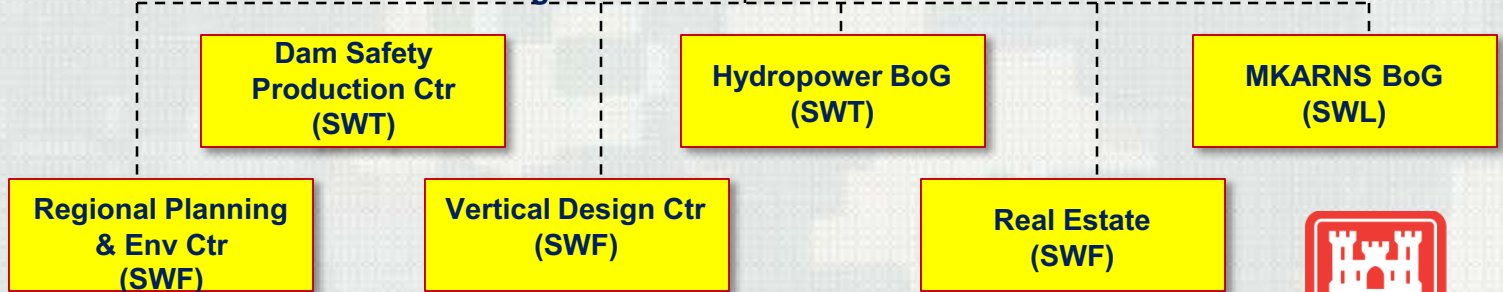 Dam Safety
Production Ctr
(SWT)
Hydropower BoG
(SWT)
MKARNS BoG
(SWL)
Regional Planning
& Env Ctr
(SWF)
Vertical Design Ctr
(SWF)
Real Estate
(SWF)